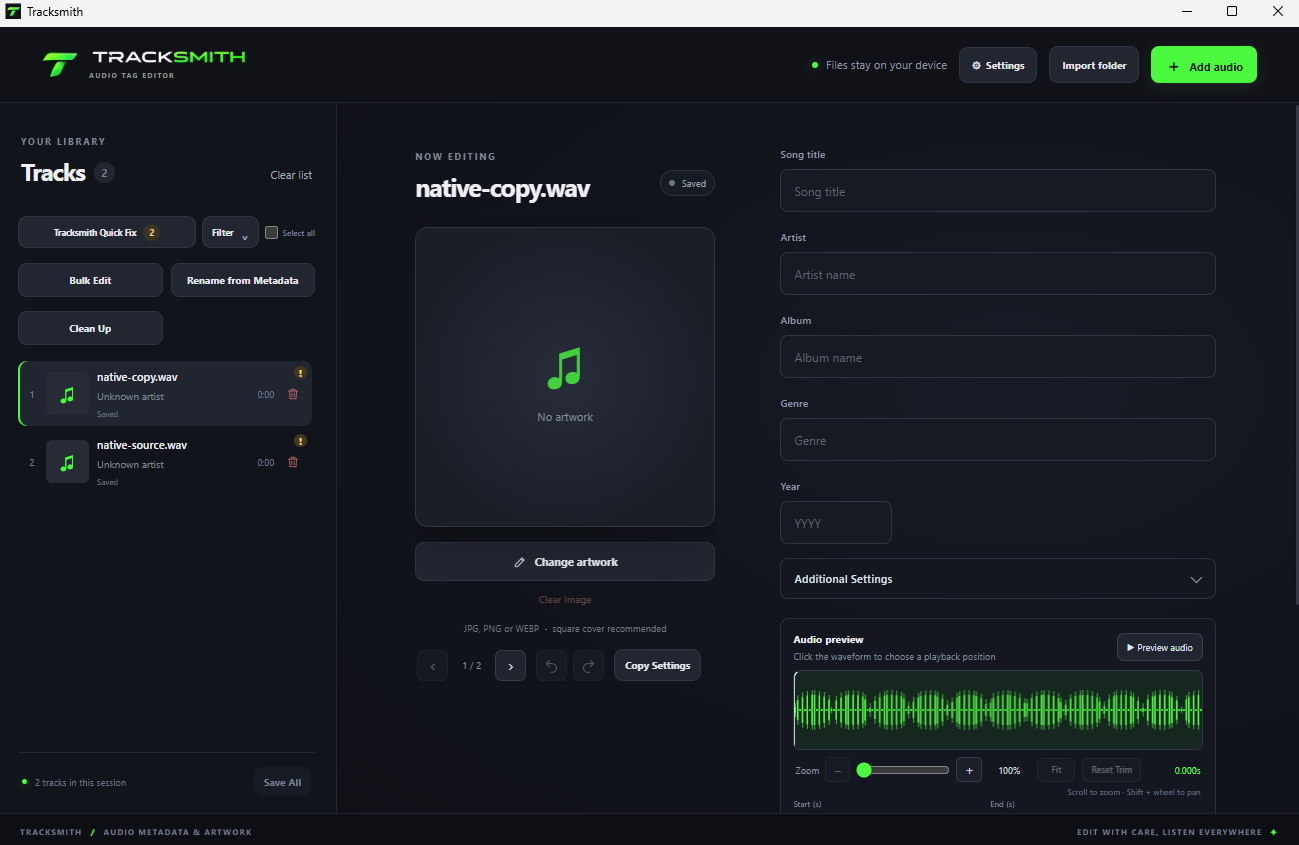 Tracksmith
TRACKSMITH
AUDIO TAG EDITOR
Files stay on your device
Settings
Import folder
+ Add audio
YOUR LIBRARY
Tracks 2
Clear list
Tracksmith Quick Fix 2
Filter
Select all
Bulk Edit
Rename from Metadata
Clean Up
1
native-copy.wav
Unknown artist
Saved
0:00
!
2
native-source.wav
Unknown artist
Saved
0:00
!
2 tracks in this session
Save All
NOW EDITING
native-copy.wav
Saved
No artwork
Change artwork
Clear Image
JPG, PNG or WEBP · square cover recommended
‹ 1 / 2 ›
Copy Settings
Song title
Song title
Artist
Artist name
Album
Album name
Genre
Genre
Year
YYYY
Additional Settings
Audio preview
Click the waveform to choose a playback position
Preview audio
Zoom − + 100% Fit Reset Trim 0.000s
Scroll to zoom · Shift + wheel to pan
Start (s) End (s)
TRACKSMITH / AUDIO METADATA & ARTWORK
EDIT WITH CARE, LISTEN EVERYWHERE